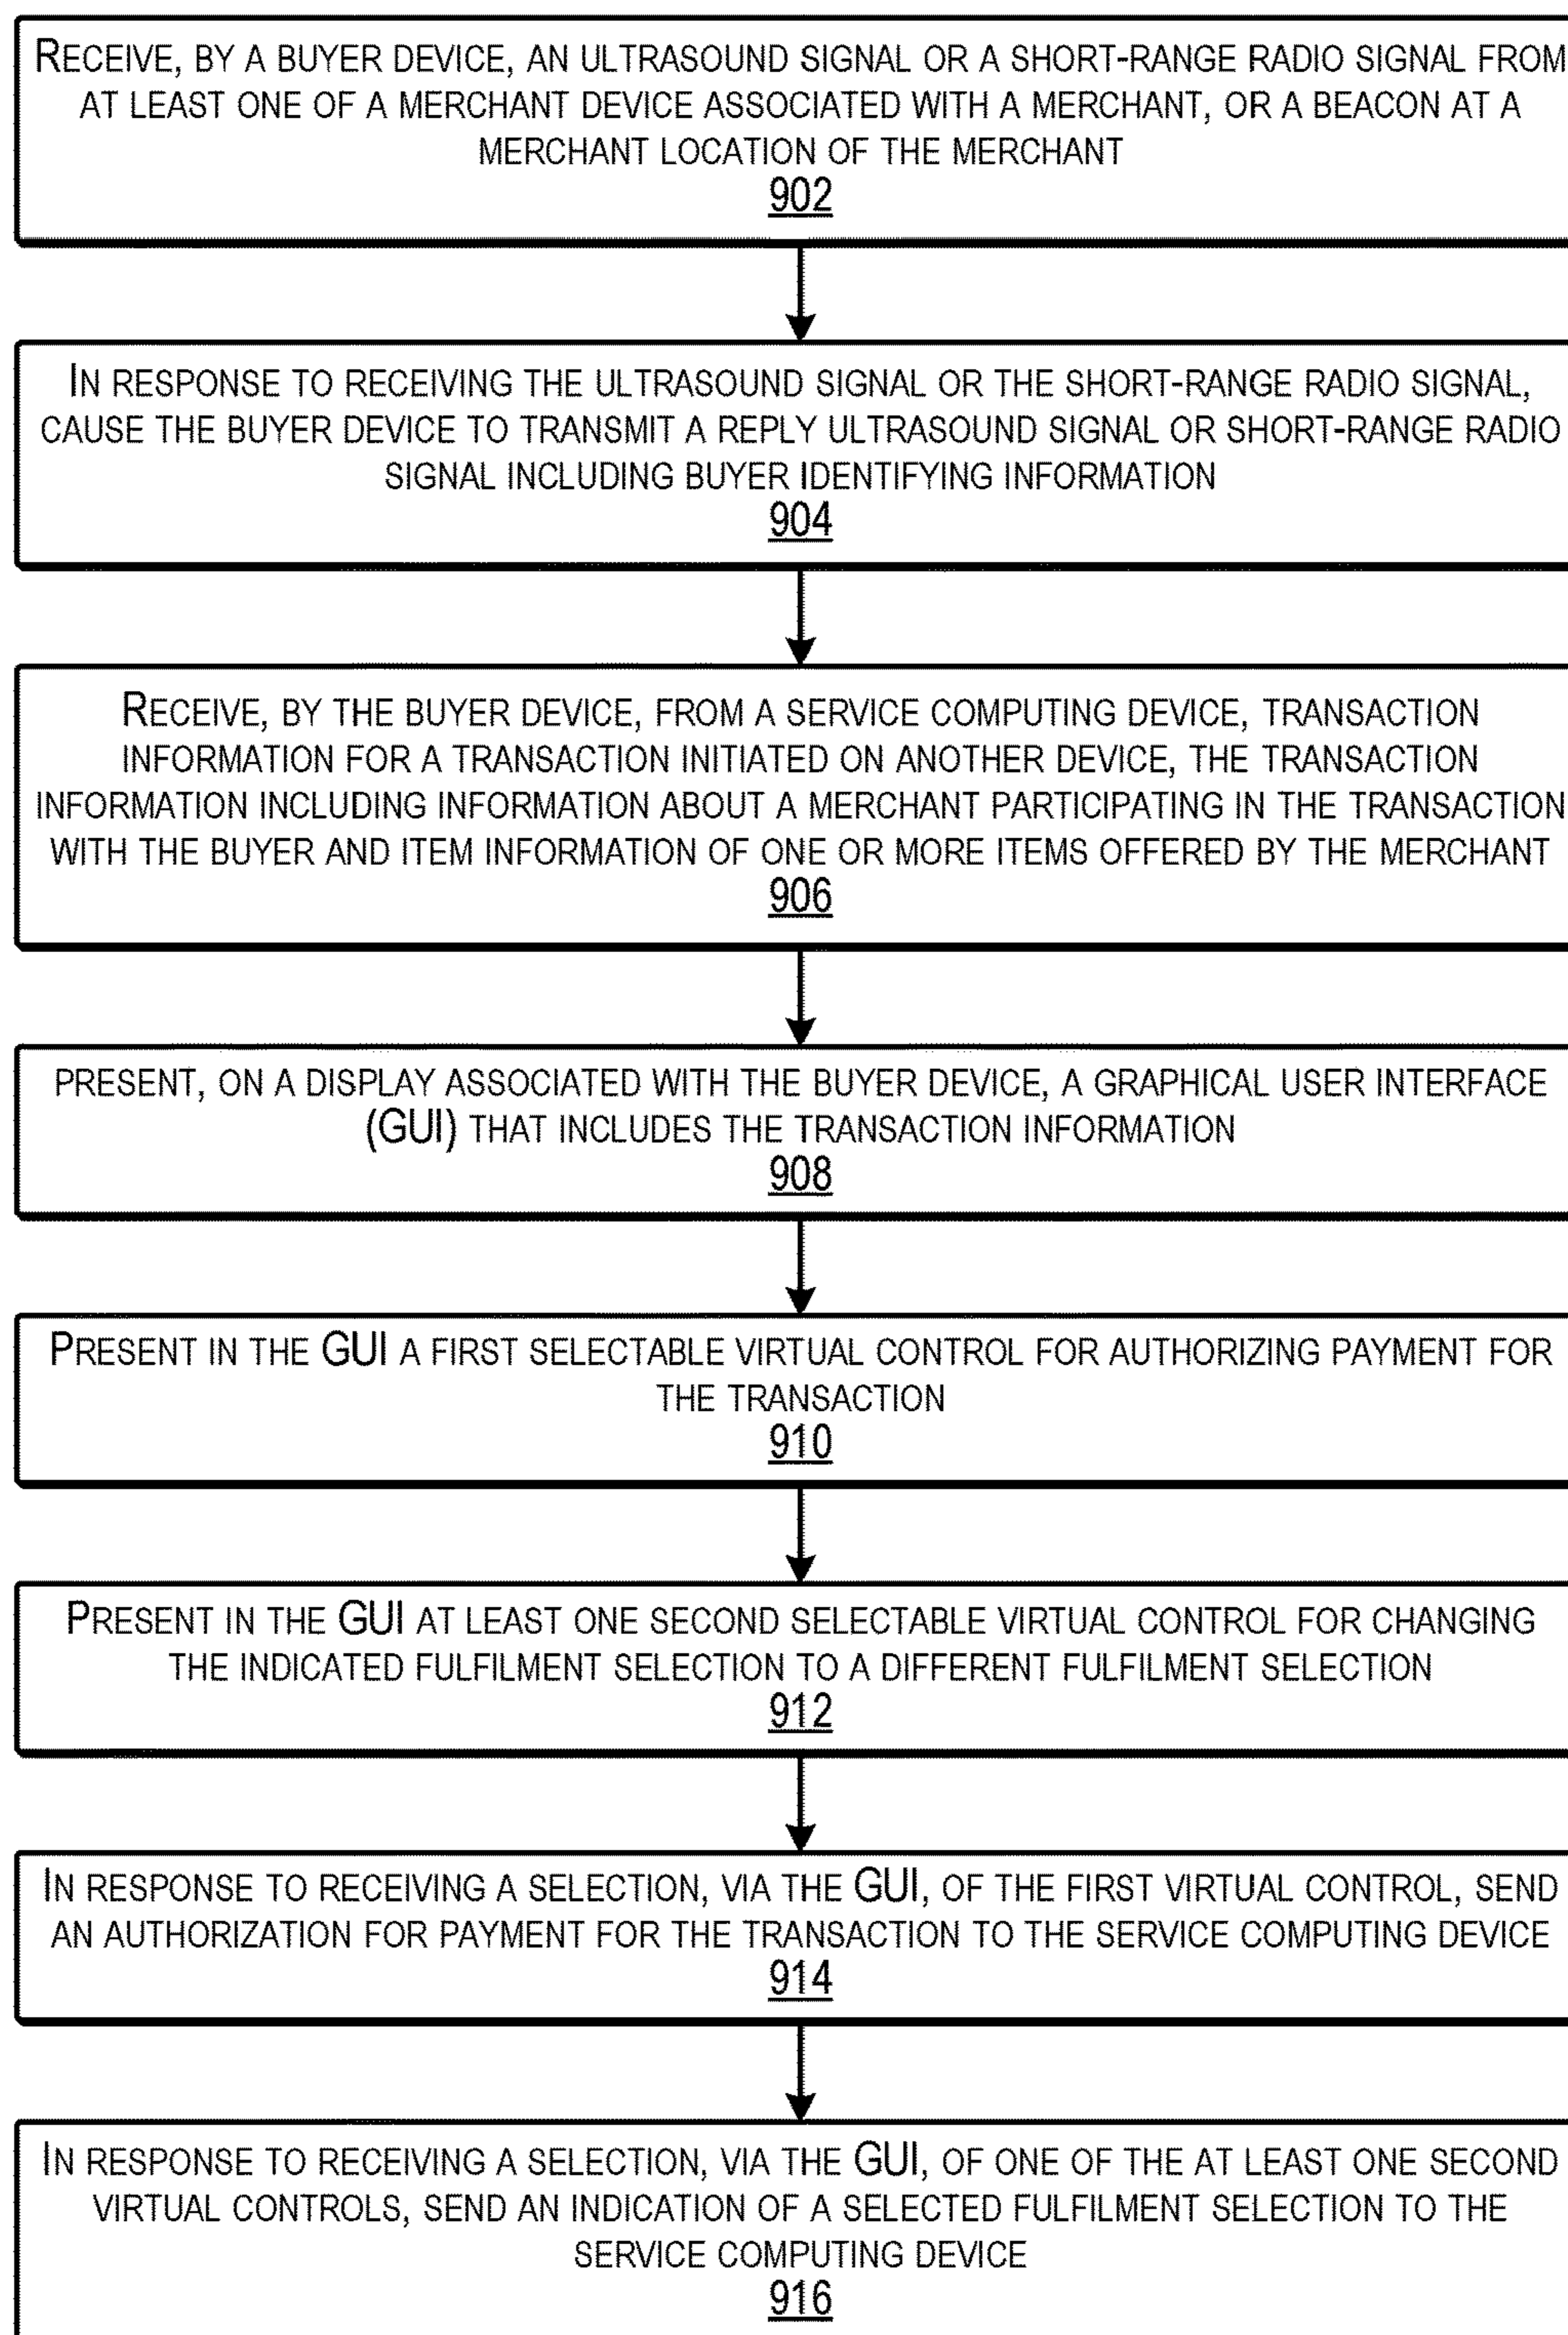 RECEIVE, BY A BUYER DEVICE, AN ULTRASOUND SIGNAL OR A SHORT-RANGE RADIO SIGNAL FROM
AT LEAST ONE OF A MERCHANT DEVICE ASSOCIATED WITH A MERCHANT, OR A BEACON AT A
MERCHANT LOCATION OF THE MERCHANT
902
IN RESPONSE TO RECEIVING THE ULTRASOUND SIGNAL OR THE SHORT-RANGE RADIO SIGNAL,
CAUSE THE BUYER DEVICE TO TRANSMIT A REPLY ULTRASOUND SIGNAL OR SHORT-RANGE RADIO
SIGNAL INCLUDING BUYER IDENTIFYING INFORMATION
904
RECEIVE, BY THE BUYER DEVICE, FROM A SERVICE COMPUTING DEVICE, TRANSACTION
INFORMATION FOR A TRANSACTION INITIATED ON ANOTHER DEVICE, THE TRANSACTION
INFORMATION INCLUDING INFORMATION ABOUT A MERCHANT PARTICIPATING IN THE TRANSACTION
WITH THE BUYER AND ITEM INFORMATION OF ONE OR MORE ITEMS OFFERED BY THE MERCHANT
906
PRESENT, ON A DISPLAY ASSOCIATED WITH THE BUYER DEVICE, A GRAPHICAL USER INTERFACE
(GUI) THAT INCLUDES THE TRANSACTION INFORMATION
908
PRESENT IN THE GUI A FIRST SELECTABLE VIRTUAL CONTROL FOR AUTHORIZING PAYMENT FOR
THE TRANSACTION
910
PRESENT IN THE GUI AT LEAST ONE SECOND SELECTABLE VIRTUAL CONTROL FOR CHANGING
THE INDICATED FULFILMENT SELECTION TO A DIFFERENT FULFILMENT SELECTION
912
IN RESPONSE TO RECEIVING A SELECTION, VIA THE GUI, OF THE FIRST VIRTUAL CONTROL, SEND
AN AUTHORIZATION FOR PAYMENT FOR THE TRANSACTION TO THE SERVICE COMPUTING DEVICE
914
IN RESPONSE TO RECEIVING A SELECTION, VIA THE GUI, OF ONE OF THE AT LEAST ONE SECOND
VIRTUAL CONTROLS, SEND AN INDICATION OF A SELECTED FULFILMENT SELECTION TO THE
SERVICE COMPUTING DEVICE
916